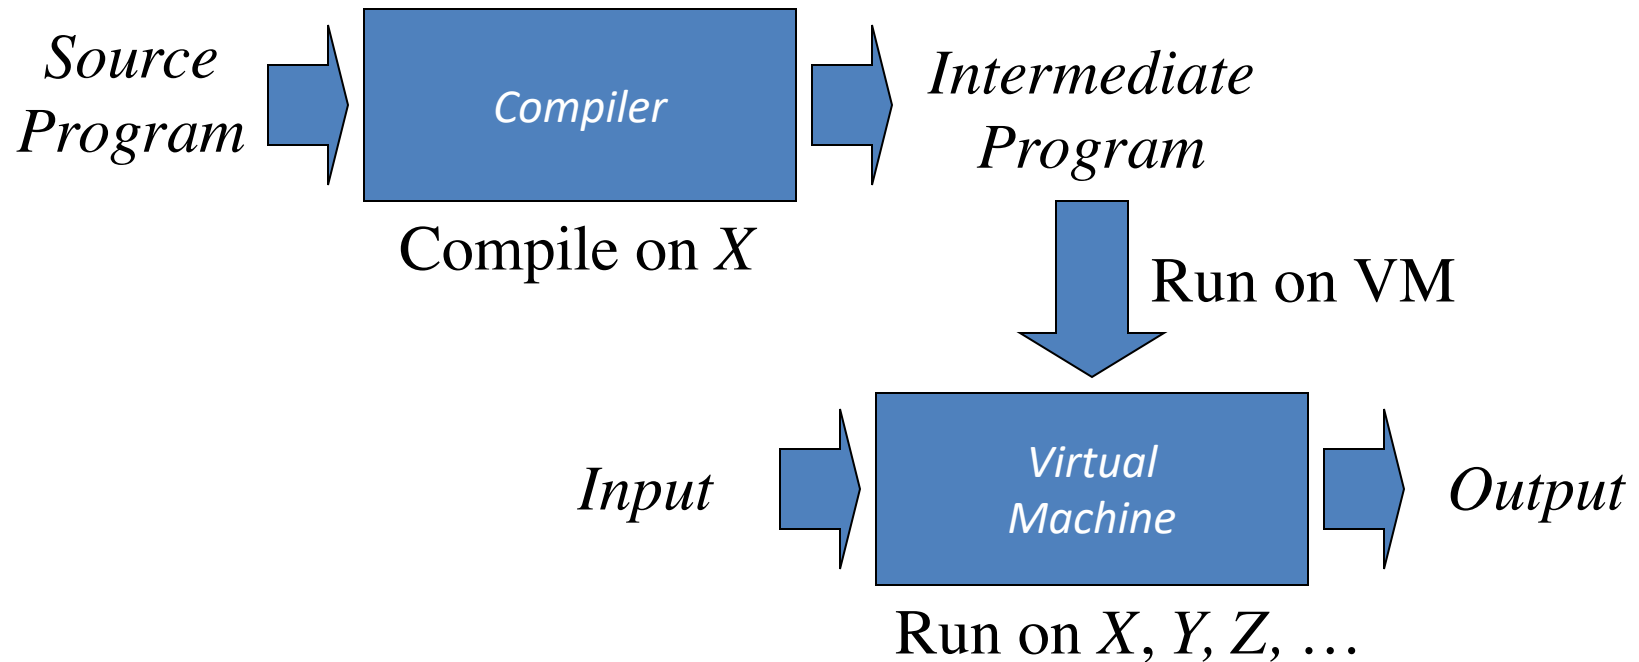 Source
Program
Compiler
Intermediate
Program
Compile on X
Run on VM
Input
Virtual
Machine
Output
Run on X, Y, Z, …